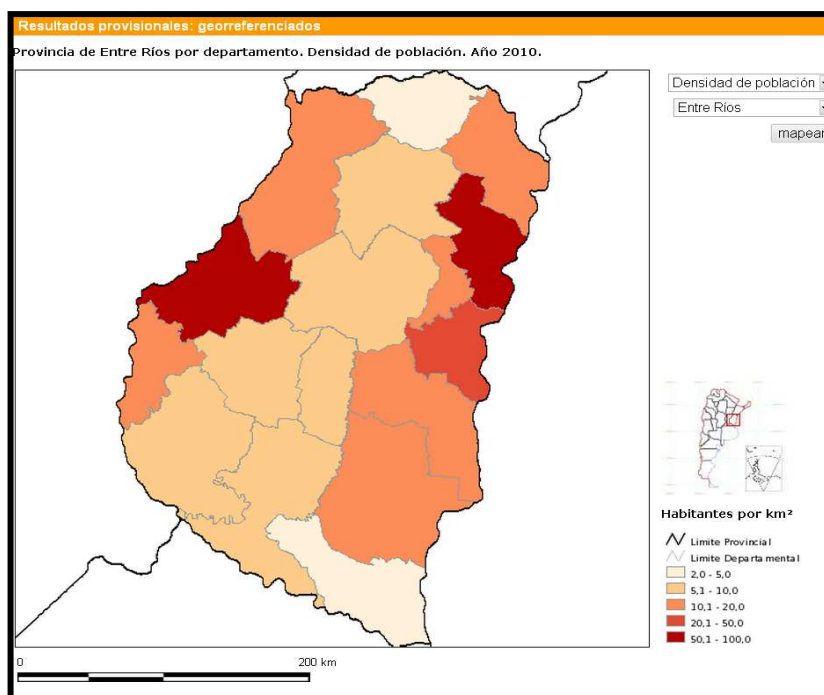 Resultados provisionales: georreferenciados
Provincia de Entre Ríos por departamento. Densidad de población. Año 2010.
Densidad de población
Entre Ríos
mapear
Habitantes por km²
Limite Provincial
Limite Departamental
2,0 - 5,0
5,1 - 10,0
10,1 - 20,0
20,1 - 50,0
50,1 - 100,0
0 200 km